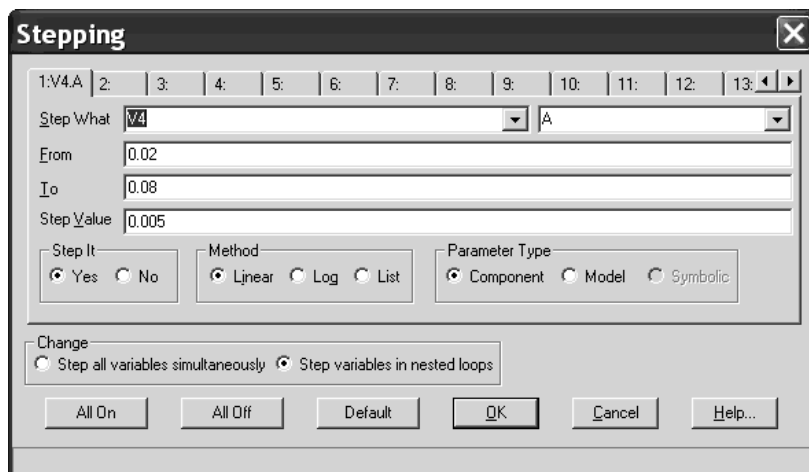 Stepping
1:V4.A 2: 3: 4: 5: 6: 7: 8: 9: 10: 11: 12: 13:
Step What V4 A
From 0.02
To 0.08
Step Value 0.005
Step It Method Parameter Type
Yes No Linear Log List Component Model Symbolic
Change
Step all variables simultaneously Step variables in nested loops
All On All Off Default OK Cancel Help...